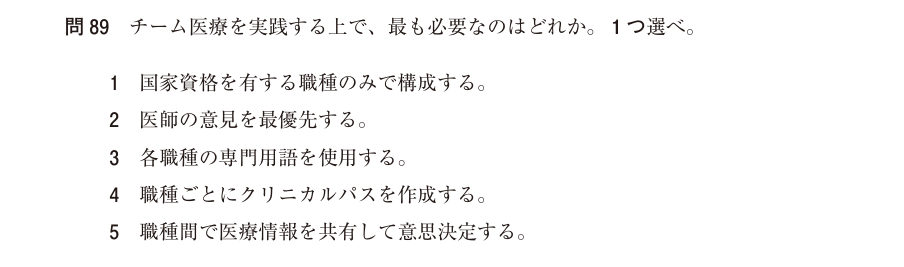 問89 チーム医療を実践する上で、最も必要なのはどれか。1つ選べ。
1 国家資格を有する職種のみで構成する。
2 医師の意見を最優先する。
3 各職種の専門用語を使用する。
4 職種ごとにクリニカルパスを作成する。
5 職種間で医療情報を共有して意思決定する。